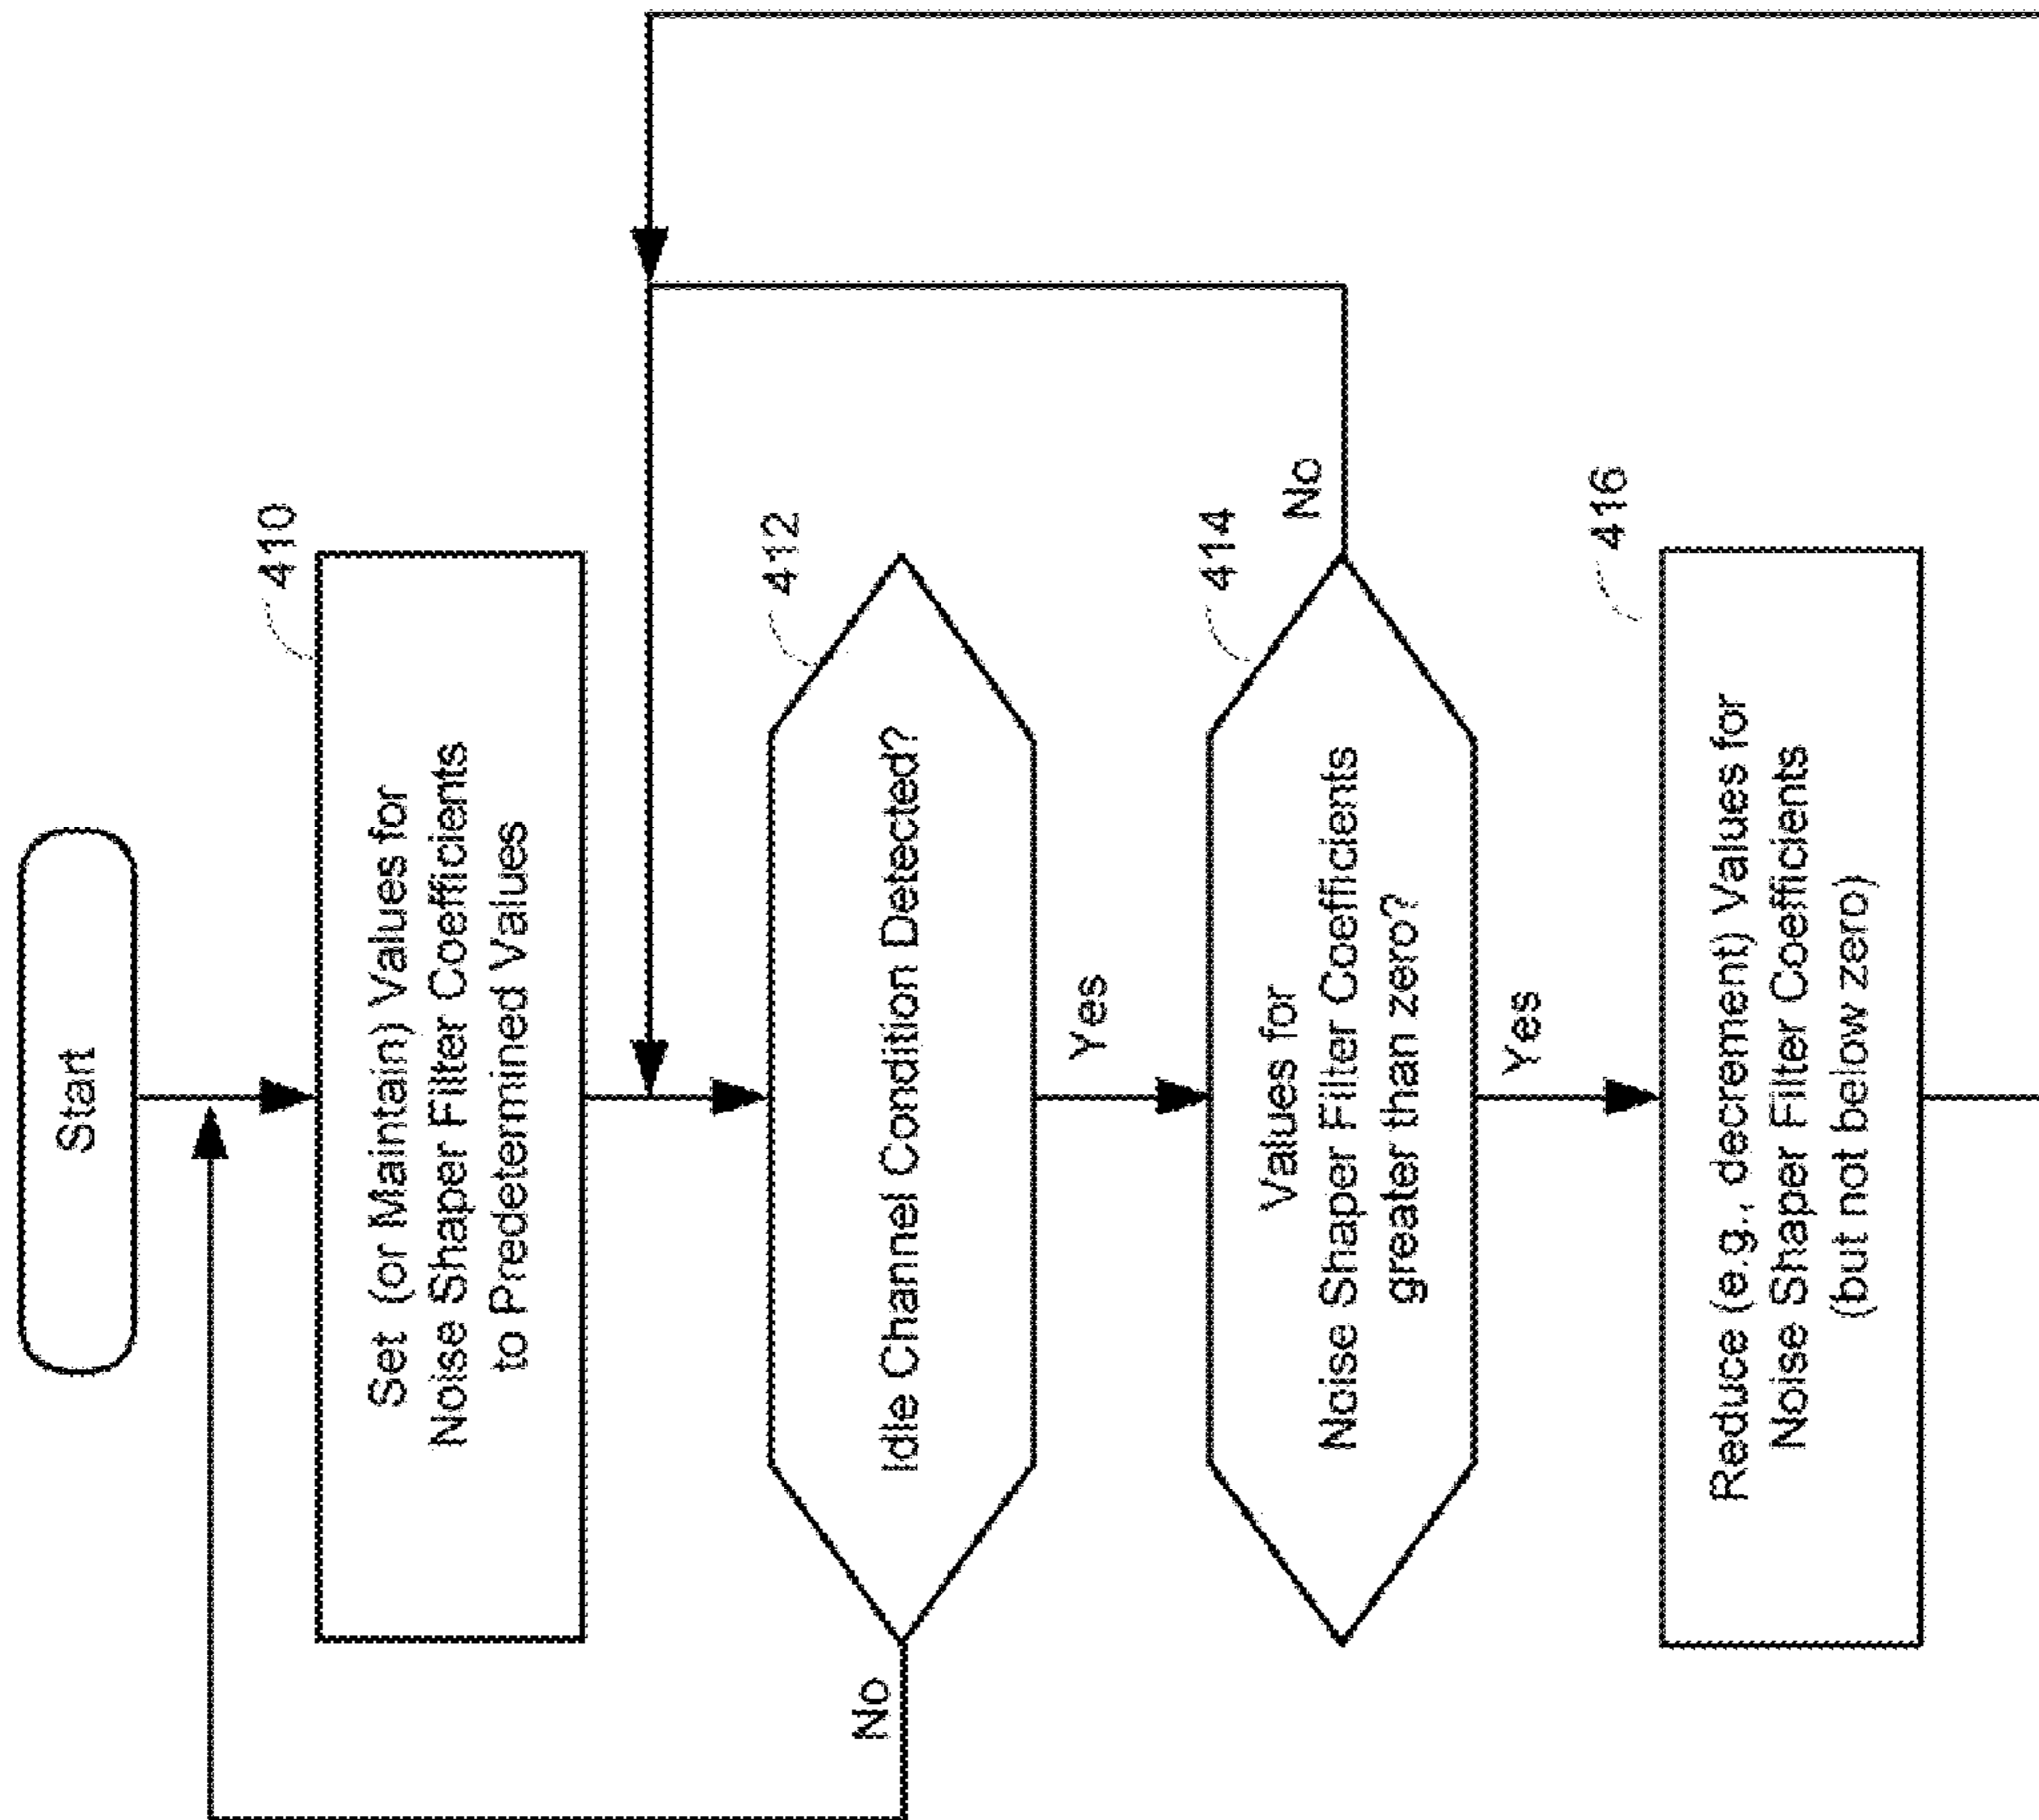 Start
410
Set (or Maintain) Values for
Noise Shaper Filter Coefficients
to Predetermined Values
412
Idle Channel Condition Detected?
No
Yes
414
Values for
Noise Shaper Filter Coefficients
greater than zero?
No
Yes
416
Reduce (e.g., decrement) Values for
Noise Shaper Filter Coefficients
(but not below zero)